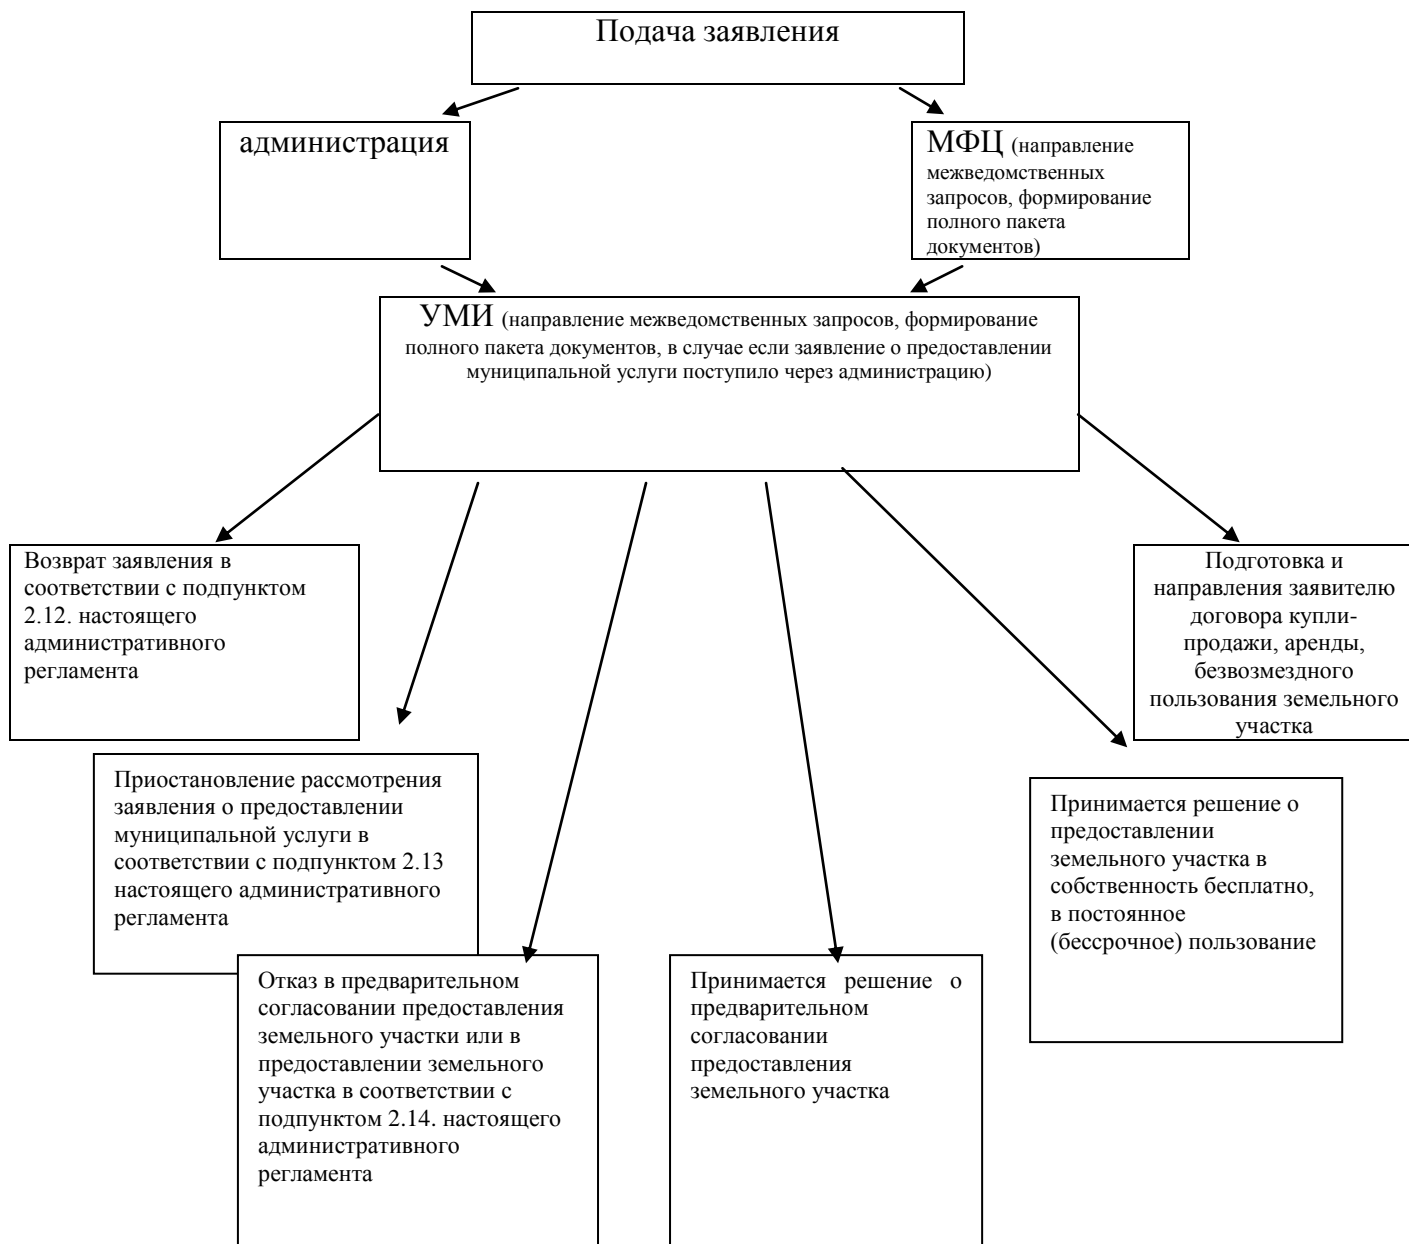 Подача заявления
администрация
МФЦ (направление
межведомственных
запросов, формирование
полного пакета
документов)
УМИ (направление межведомственных запросов, формирование
полного пакета документов, в случае если заявление о предоставлении
муниципальной услуги поступило через администрацию)
Возврат заявления в
соответствии с подпунктом
2.12. настоящего
административного
регламента
Подготовка и
направления заявителю
договора купли-
продажи, аренды,
безвозмездного
пользования земельного
участка
Приостановление рассмотрения
заявления о предоставлении
муниципальной услуги в
соответствии с подпунктом 2.13
настоящего административного
регламента
Принимается решение о
предоставлении
земельного участка в
собственность бесплатно,
в постоянное
(бессрочное) пользование
Отказ в предварительном
согласовании предоставления
земельного участки или в
предоставлении земельного
участка в соответствии с
подпунктом 2.14. настоящего
административного
регламента
Принимается решение о
предварительном
согласовании
предоставления
земельного участка